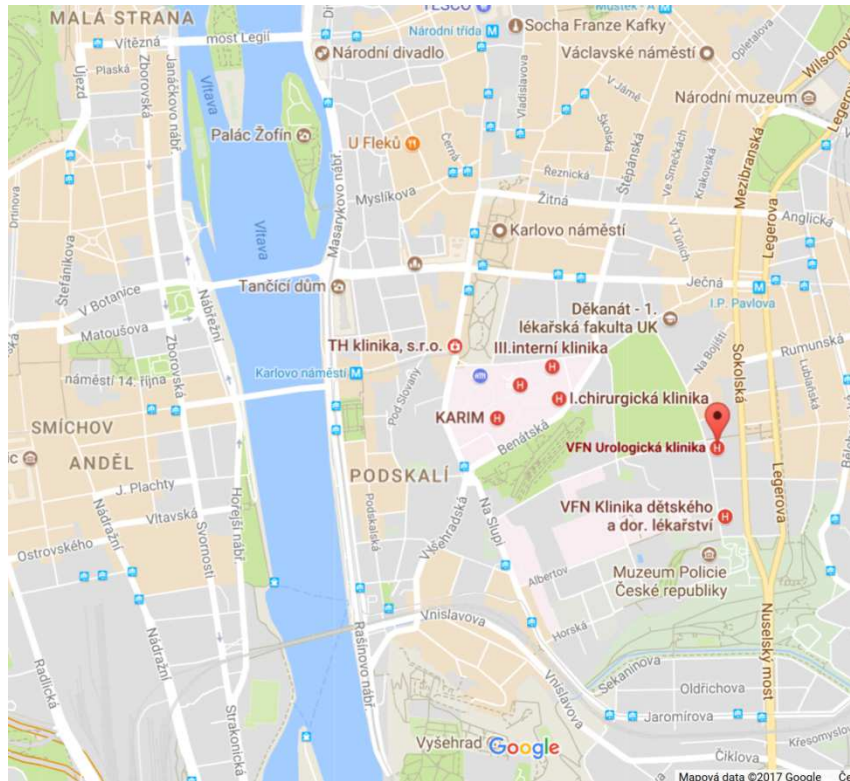 TESCO
Můstek - A
MALÁ STRANA
Vítězná
most Legií
Národní třída
Socha Franze Kafky
Opletalova
Wilsonova
Újezd
Plaská
Zborovská
Janáčkovo nábř.
Vltava
Národní divadlo
Vladislavova
Václavské náměstí
V Jámě
Školská
Národní muzeum
Legerova
Palác Žofín
U Fleků
Černá
Štěpánská
Ve Smečkách
Krakovská
Mezibranská
Řeznická
Drtinova
Masarykovo nábř.
Myslíkova
Žitná
Anglická
Legerova
Štefánikova
Vltava
Karlovo náměstí
V Tůních
V Botanice
Tančící dům
Ječná
I.P. Pavlova
Matoušova
Nábřežní
Děkanát - 1.
lékařská fakulta UK
TH klinika, s.r.o.
III.interní klinika
Na Bojišti
Sokolská
Rumunská
Zborovská
náměstí 14. října
Karlovo náměstí
Pod Slovany
Lublaňská
I.chirurgická klinika
KARIM
SMÍCHOV
Benátská
VFN Urologická klinika
ANDĚL
PODSKALÍ
Legerova
J. Plachty
Hořejší nábř.
Podskalská
Na Slupi
VFN Klinika dětského
a dor. lékařství
Vltavská
Vyšehradská
Ostrovského
Nádražní
Svornosti
Albertov
Muzeum Policie
České republiky
Vnislavova
Horská
Nuselský most
Nádražní
Rašínovo nábř.
Radlická
Vnislavova
Sekaninova
Oldřichova
Strakonická
Jaromírova
Vyšehrad
Google
Křesomyslo
Čiklova
Mapová data ©2017 Google